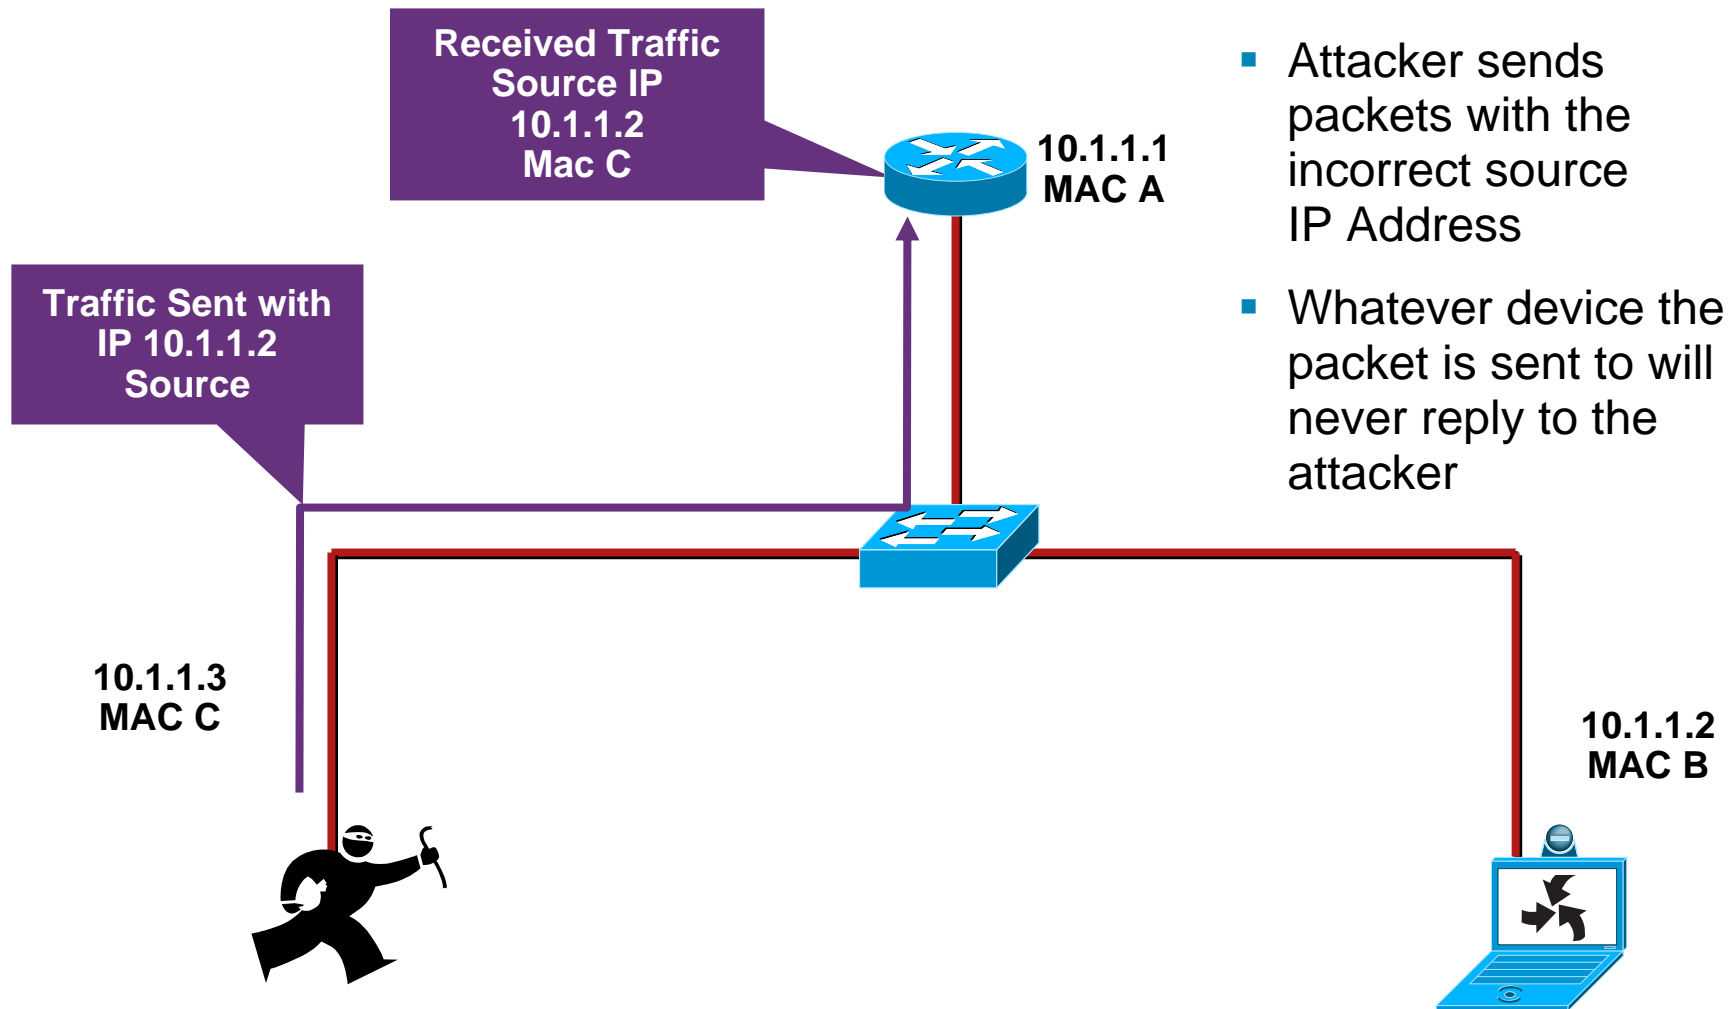 Received Traffic
Source IP
10.1.1.2
Mac C
10.1.1.1
MAC A
Traffic Sent with
IP 10.1.1.2
Source
10.1.1.3
MAC C
10.1.1.2
MAC B
Attacker sends
packets with the
incorrect source
IP Address
Whatever device the
packet is sent to will
never reply to the
attacker